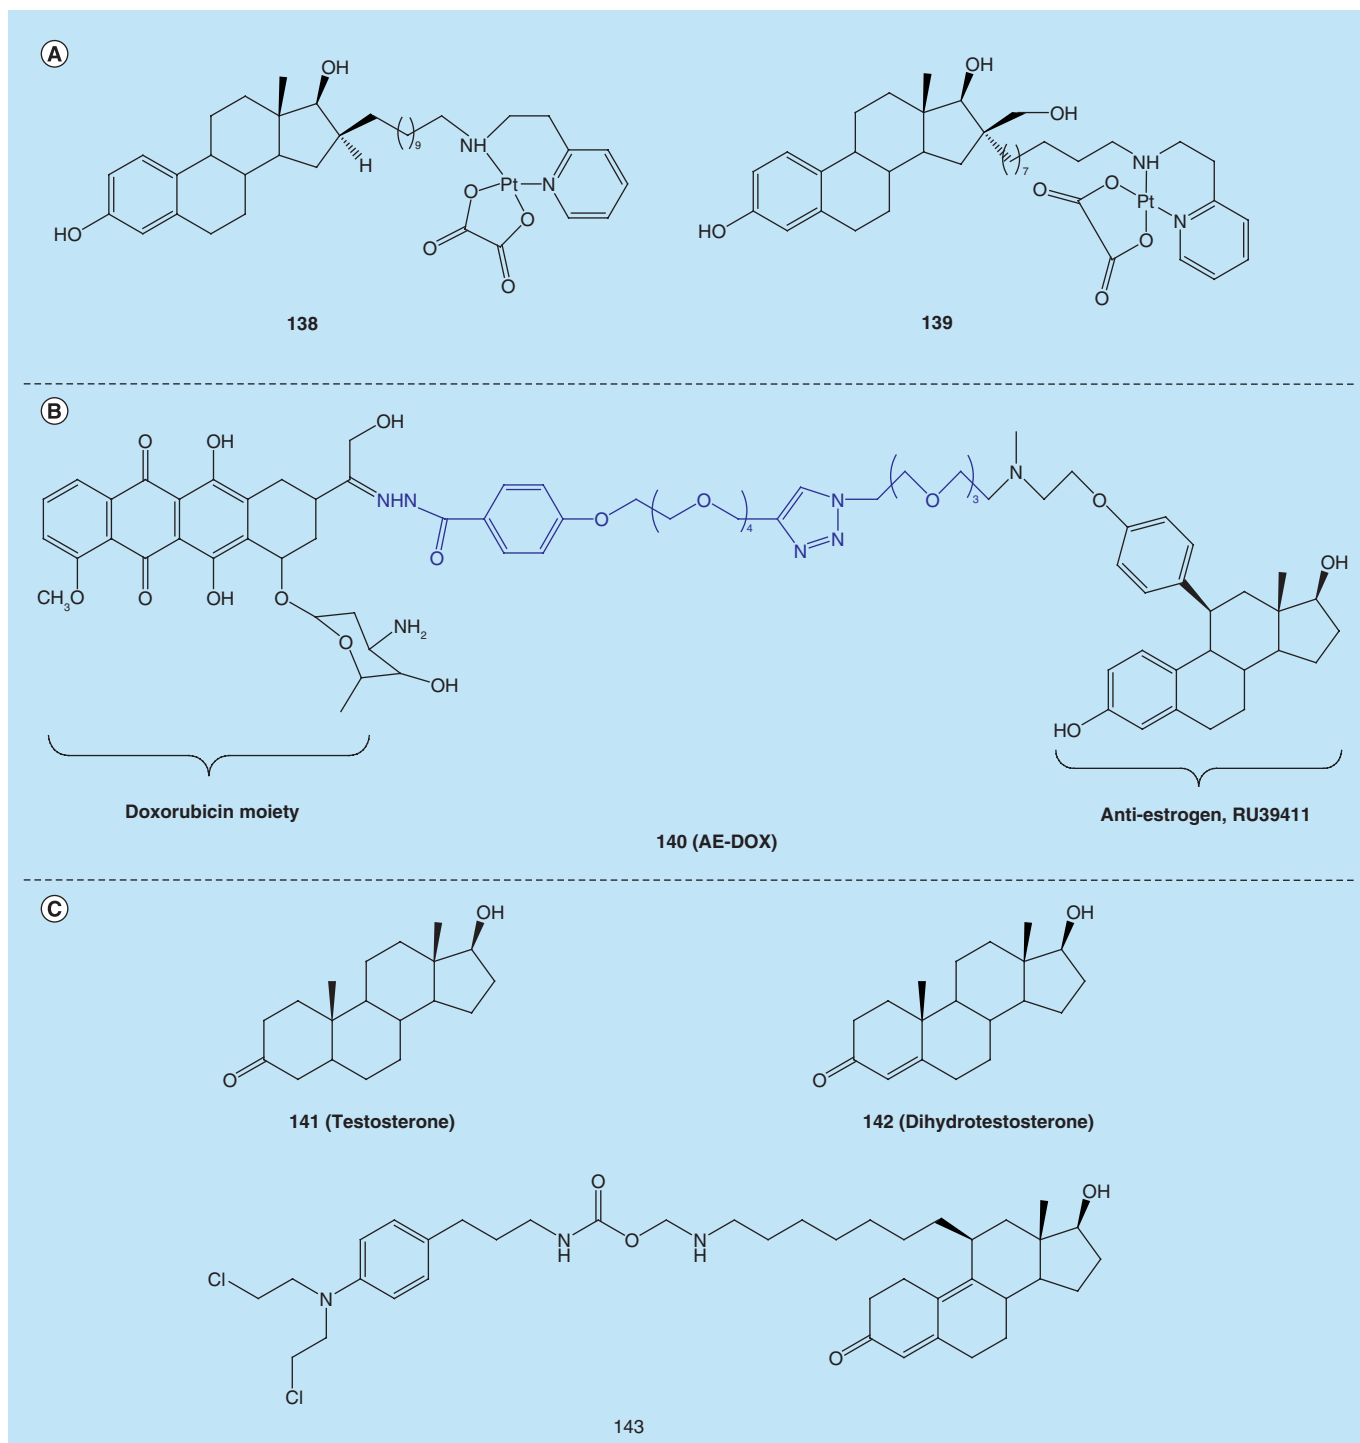 A
OH
NH
H
9
O
Pt
N
O
O
O
HO
138
OH
OH
7
NH
O
O
Pt
O
N
O
HO
139
B
OH
O
OH
N
NH
O
O
O
4
N
N
N
O
3
N
O
CH3O
O
OH
O
O
NH2
OH
OH
HO
Doxorubicin moiety
Anti-estrogen, RU39411
140 (AE-DOX)
C
OH
O
141 (Testosterone)
OH
O
142 (Dihydrotestosterone)
O
OH
N
H
O
N
H
Cl
N
O
Cl
143